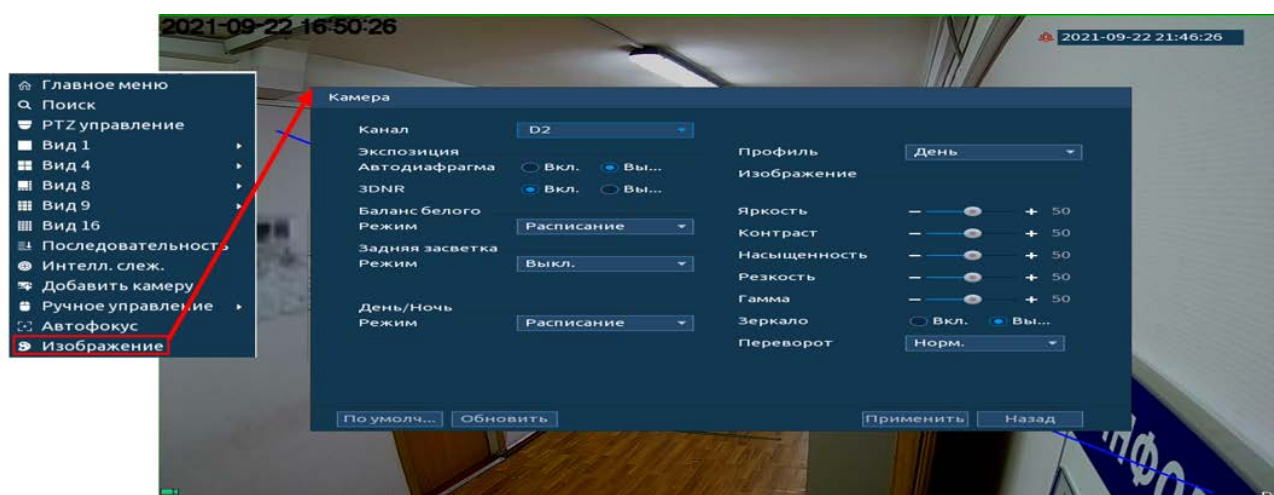 2021-09-22 16:50:26
2021-09-22 21:46:26
Главное меню
Поиск
PTZ управление
Вид 1
Вид 4
Вид 8
Вид 9
Вид 16
Последовательность
Интелл. слеж.
Добавить камеру
Ручное управление
Автофокус
Изображение
Камера
Канал D2
Экспозиция
Автодиафрагма Вкл. Вы...
3DNR Вкл. Вы...
Баланс белого
Режим Расписание
Задняя засветка
Режим Выкл.
День/Ночь
Режим Расписание
Профиль День
Изображение
Яркость 50
Контраст 50
Насыщенность 50
Резкость 50
Гамма 50
Зеркало Вкл. Вы...
Переворот Норм.
По умолч... Обновить Применить Назад